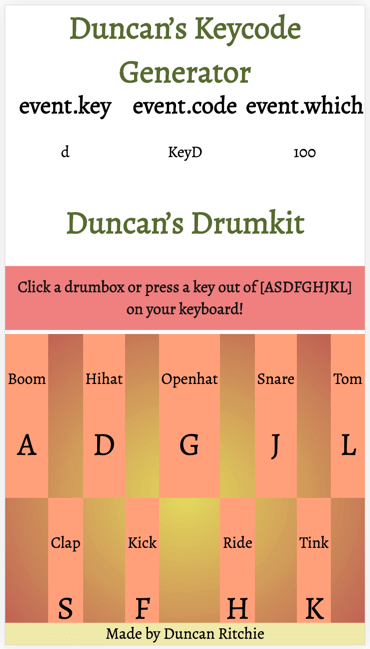 Duncan's Keycode
Generator
event.key event.code event.which
d KeyD 100
Duncan's Drumkit
Click a drumbox or press a key out of [ASDFGHJKL]
on your keyboard!
Boom Hihat Openhat Snare Tom
A D G J L
Clap Kick Ride Tink
S F H K
Made by Duncan Ritchie